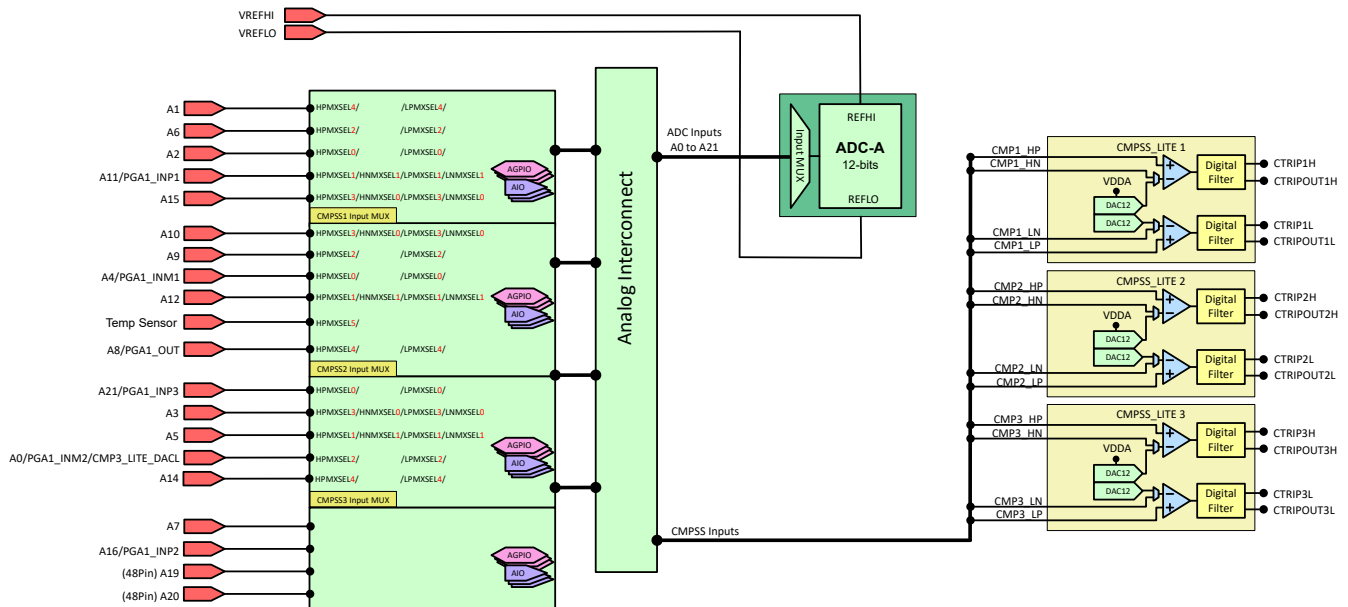 VREFHI
VREFLO
A1
HPMXSEL4/ /LPMXSEL4/
A6
HPMXSEL2/ /LPMXSEL2/
A2
HPMXSEL0/ /LPMXSEL0/
A11/PGA1_INP1
HPMXSEL1/HNMXSEL1/LPMXSEL1/LNMXSEL1
A15
HPMXSEL3/HNMXSEL0/LPMXSEL3/LNMXSEL0
AGPIO
AIO
CMPSS1 Input MUX
A10
HPMXSEL3/HNMXSEL0/LPMXSEL3/LNMXSEL0
A9
HPMXSEL2/ /LPMXSEL2/
A4/PGA1_INM1
HPMXSEL0/ /LPMXSEL0/
A12
HPMXSEL1/HNMXSEL1/LPMXSEL1/LNMXSEL1
Temp Sensor
HPMXSEL5/
A8/PGA1_OUT
HPMXSEL4/ /LPMXSEL4/
AGPIO
AIO
CMPSS2 Input MUX
A21/PGA1_INP3
HPMXSEL0/ /LPMXSEL0/
A3
HPMXSEL3/HNMXSEL0/LPMXSEL3/LNMXSEL0
A5
HPMXSEL1/HNMXSEL1/LPMXSEL1/LNMXSEL1
A0/PGA1_INM2/CMP3_LITE_DACL
HPMXSEL2/ /LPMXSEL2/
A14
HPMXSEL4/ /LPMXSEL4/
AGPIO
AIO
CMPSS3 Input MUX
A7
A16/PGA1_INP2
(48Pin) A19
(48Pin) A20
AGPIO
AIO
Analog Interconnect
ADC Inputs
A0 to A21
Input MUX
REFHI
ADC-A
12-bits
REFLO
CMPSS Inputs
CMP1_HP
CMP1_HN
CMP1_LN
CMP1_LP
CMPSS_LITE 1
VDDA
DAC12
DAC12
Digital
Filter
Digital
Filter
CTRIP1H
CTRIPOUT1H
CTRIP1L
CTRIPOUT1L
CMP2_HP
CMP2_HN
CMP2_LN
CMP2_LP
CMPSS_LITE 2
VDDA
DAC12
DAC12
Digital
Filter
Digital
Filter
CTRIP2H
CTRIPOUT2H
CTRIP2L
CTRIPOUT2L
CMP3_HP
CMP3_HN
CMP3_LN
CMP3_LP
CMPSS_LITE 3
VDDA
DAC12
DAC12
Digital
Filter
Digital
Filter
CTRIP3H
CTRIPOUT3H
CTRIP3L
CTRIPOUT3L